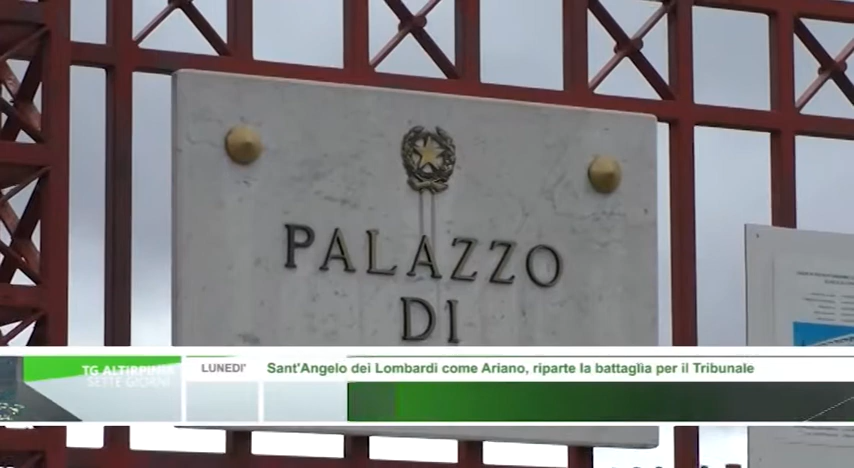 PALAZZO
DI
TG ALTIRPINIA
SETTE GIORNI
LUNEDI'
Sant'Angelo dei Lombardi come Ariano, riparte la battaglia per il Tribunale